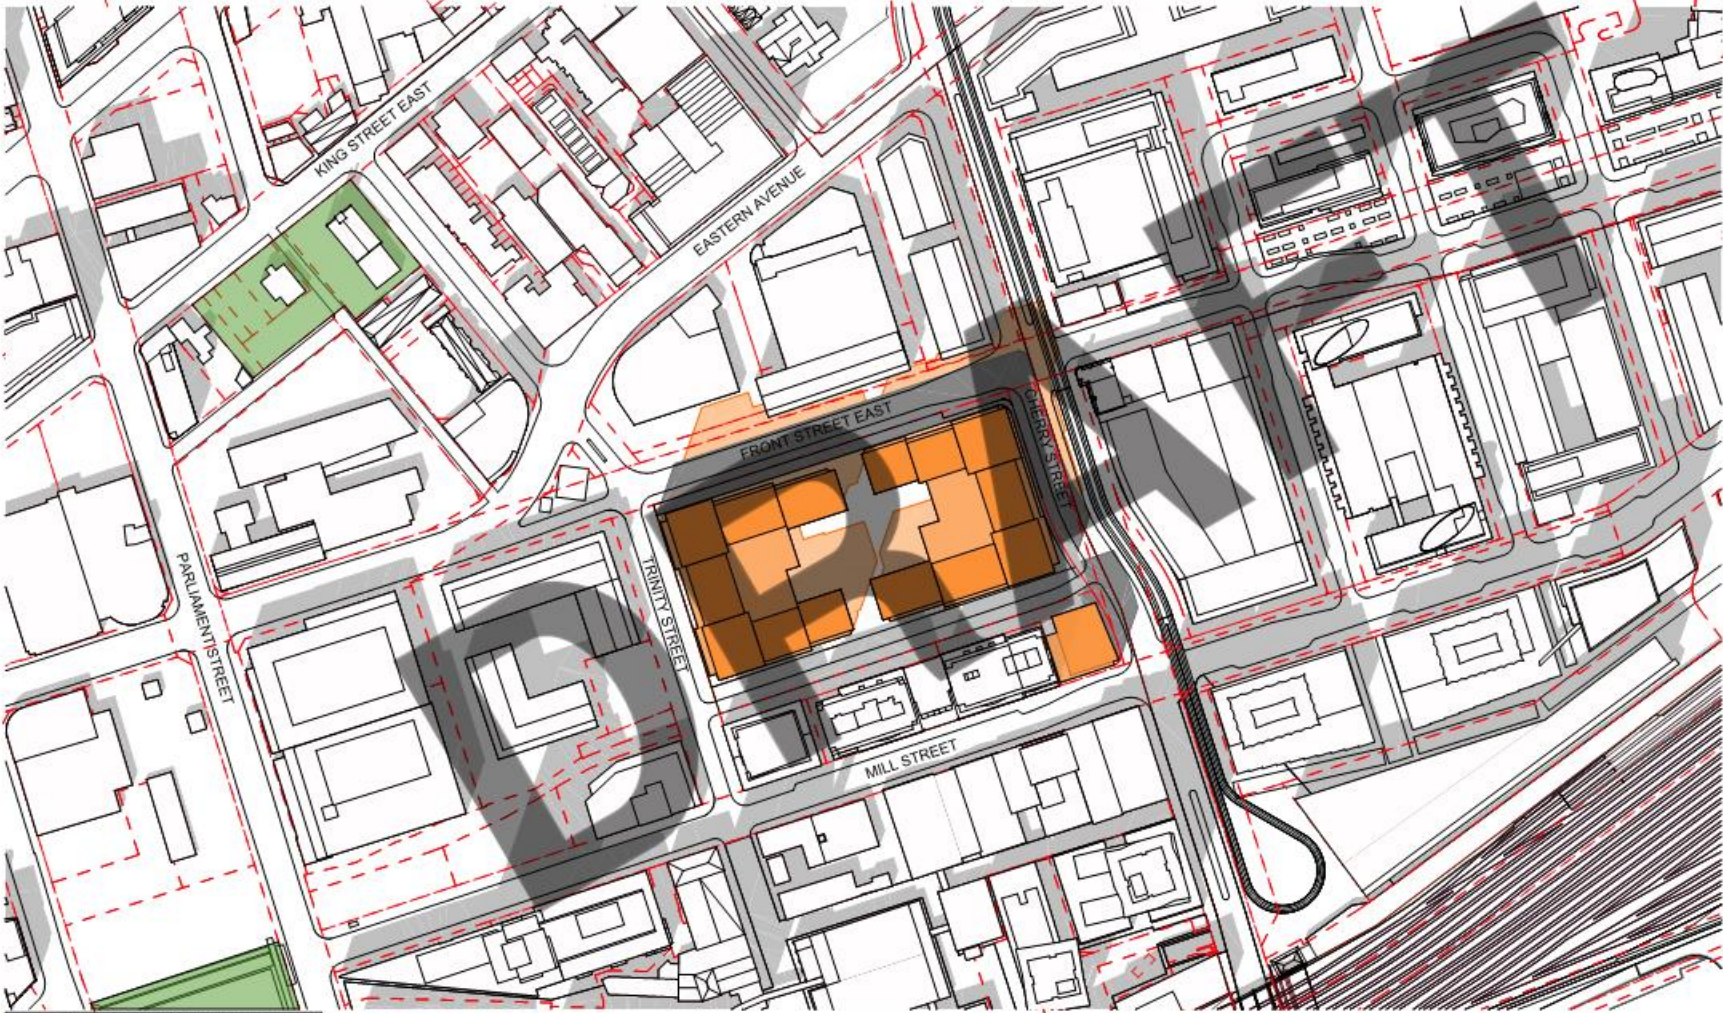 KING STREET EAST
EASTERN AVENUE
FRONT STREET EAST
CHERRY STREET
TRINITY STREET
PARLIAMENT STREET
MILL STREET
DRAFT